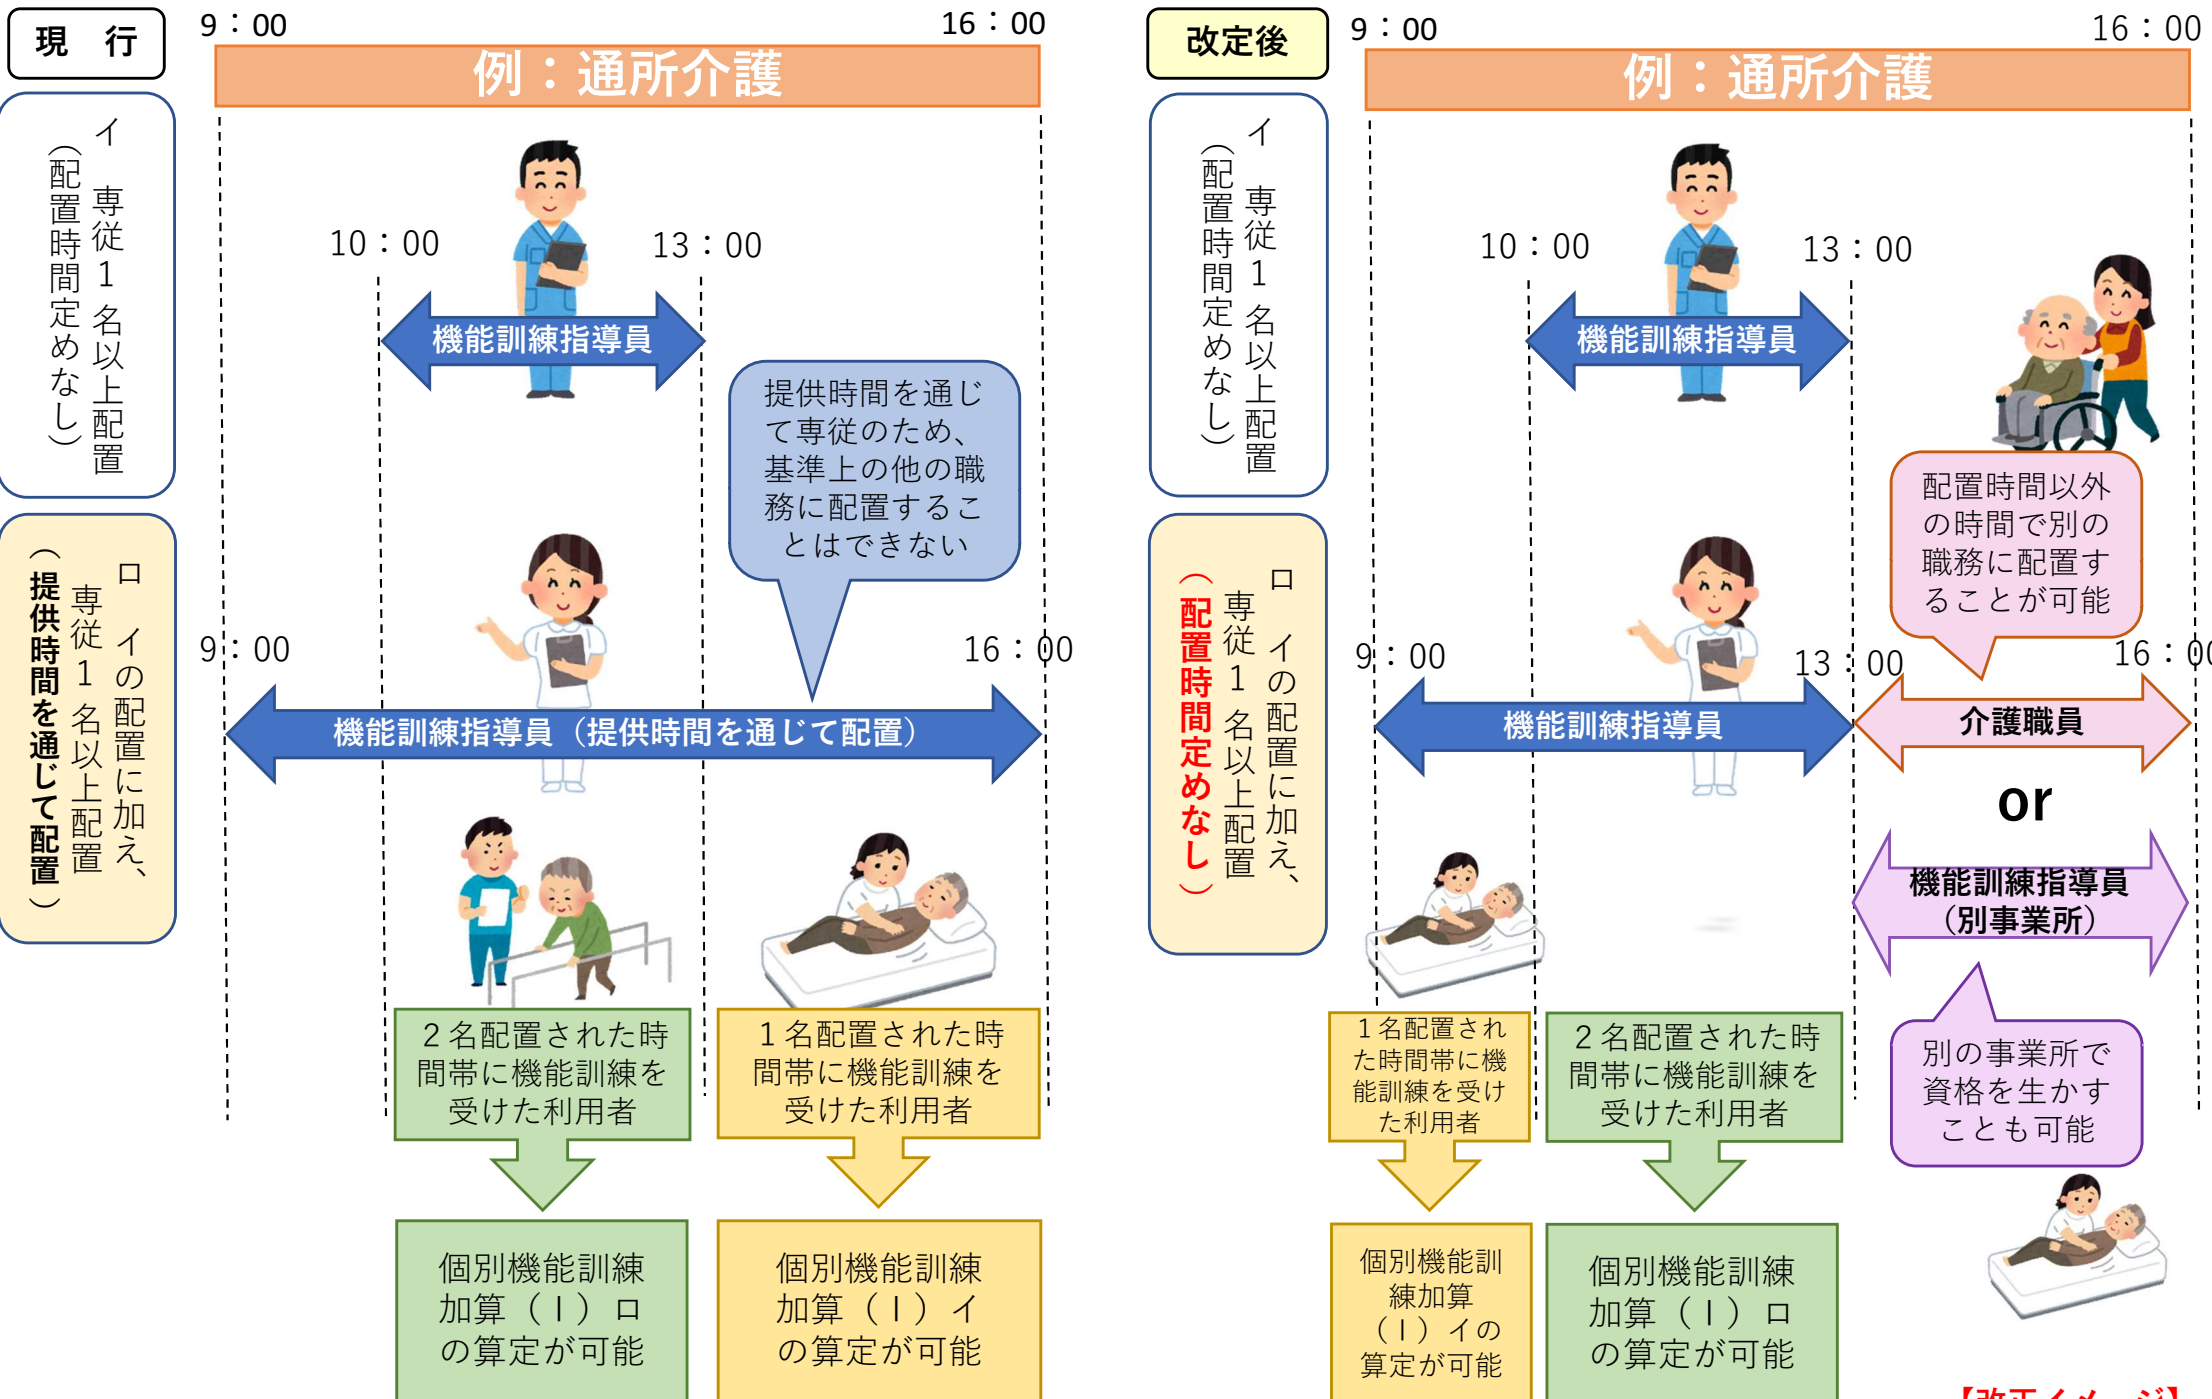 現　行
9：00
16：00
例：通所介護
イ　専従1名以上配置
（配置時間定めなし）
10：00
13：00
機能訓練指導員
提供時間を通じ
て専従のため、
基準上の他の職
務に配置するこ
とはできない
ロ　イの配置に加え、
専従1名以上配置
（提供時間を通じて配置）
9：00
16：00
機能訓練指導員（提供時間を通じて配置）
２名配置された時
間帯に機能訓練を
受けた利用者
１名配置された時
間帯に機能訓練を
受けた利用者
個別機能訓練
加算（Ⅰ）ロ
の算定が可能
個別機能訓練
加算（Ⅰ）イ
の算定が可能
改定後
9：00
16：00
例：通所介護
イ　専従1名以上配置
（配置時間定めなし）
10：00
13：00
機能訓練指導員
配置時間以外
の時間で別の
職務に配置す
ることが可能
ロ　イの配置に加え、
専従1名以上配置
（配置時間定めなし）
9：00
13：00
16：00
機能訓練指導員
介護職員
or
機能訓練指導員
（別事業所）
１名配置され
た時間帯に機
能訓練を受け
た利用者
２名配置された時
間帯に機能訓練を
受けた利用者
別の事業所で
資格を生かす
ことも可能
個別機能訓
練加算
（Ⅰ）イの
算定が可能
個別機能訓練
加算（Ⅰ）ロ
の算定が可能
【改正イメージ】